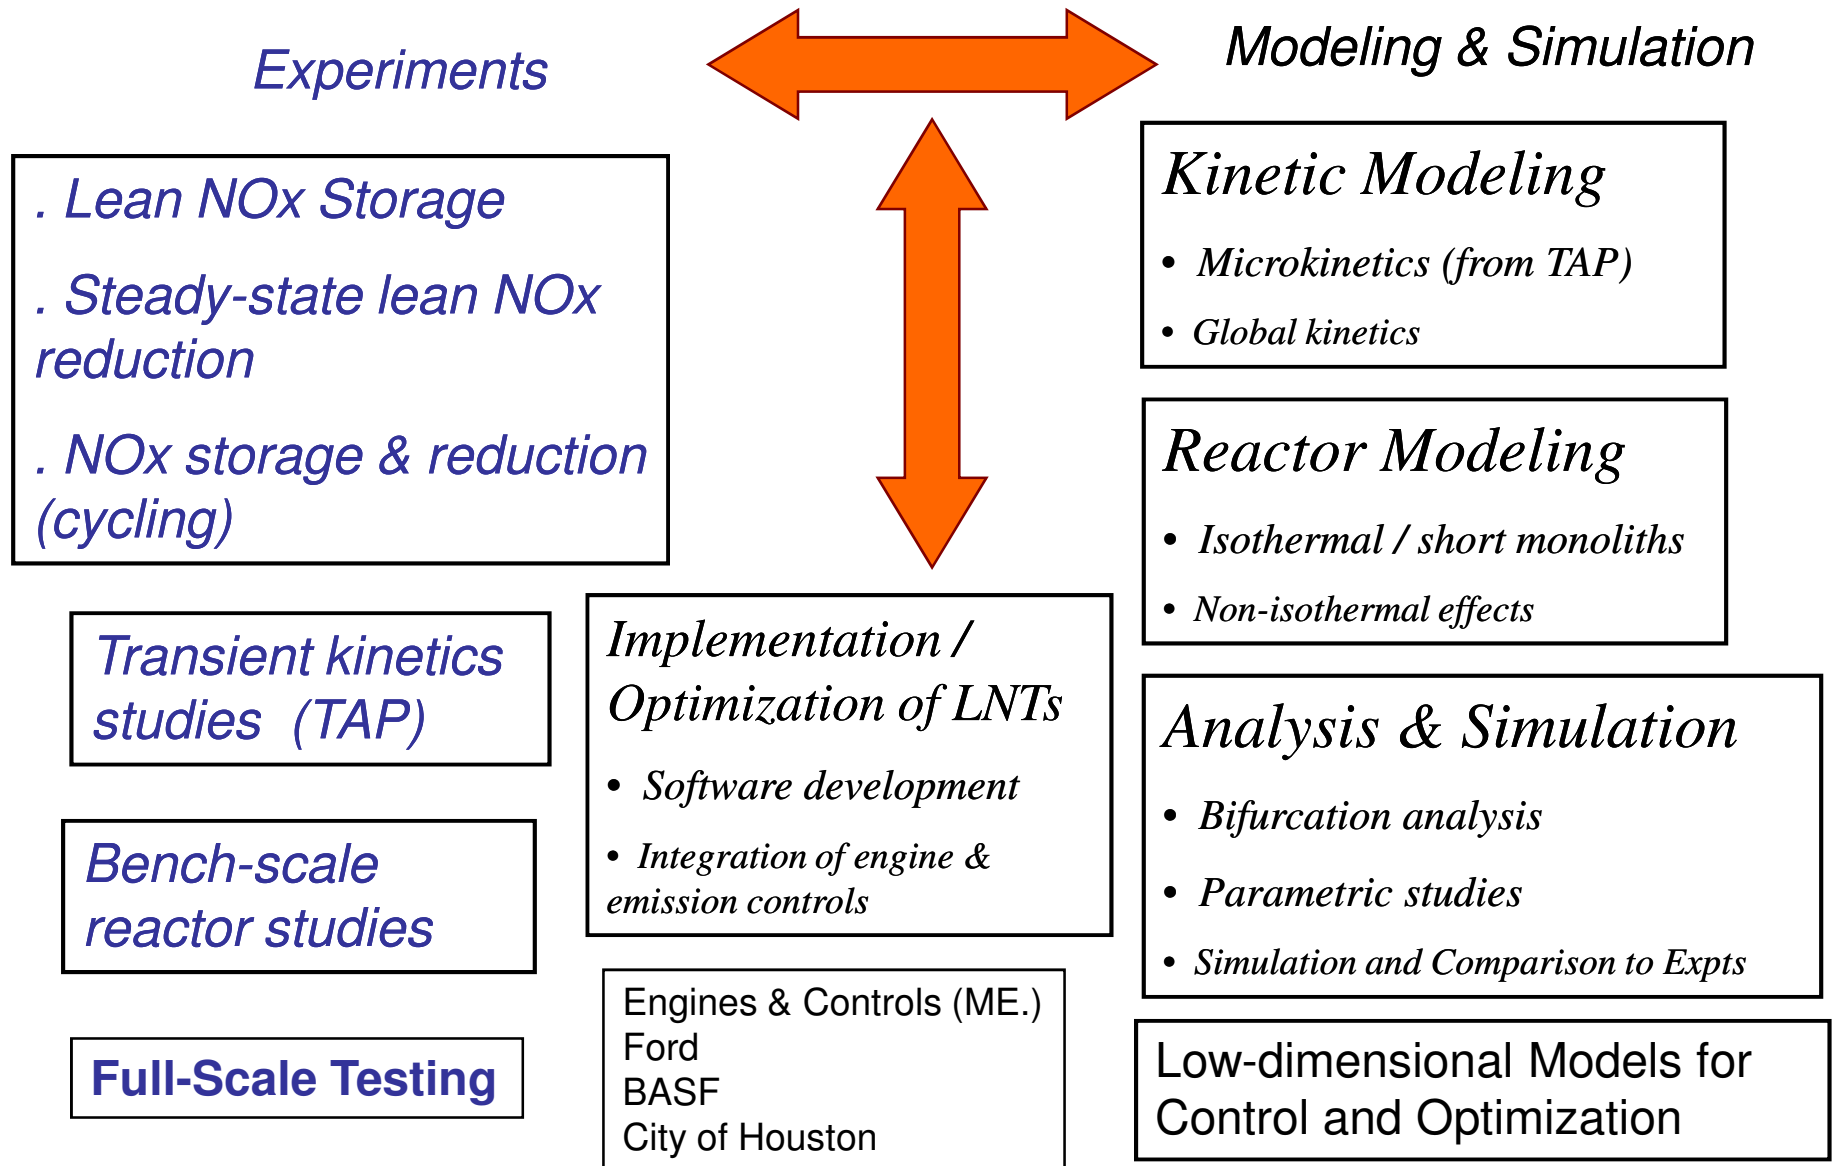 Experiments
. Lean NOx Storage
. Steady-state lean NOx
reduction
. NOx storage & reduction
(cycling)
Transient kinetics
studies (TAP)
Bench-scale
reactor studies
Full-Scale Testing
Implementation /
Optimization of LNTs
• Software development
• Integration of engine &
emission controls
Engines & Controls (ME.)
Ford
BASF
City of Houston
Modeling & Simulation
Kinetic Modeling
• Microkinetics (from TAP)
• Global kinetics
Reactor Modeling
• Isothermal / short monoliths
• Non-isothermal effects
Analysis & Simulation
• Bifurcation analysis
• Parametric studies
• Simulation and Comparison to Expts
Low-dimensional Models for
Control and Optimization